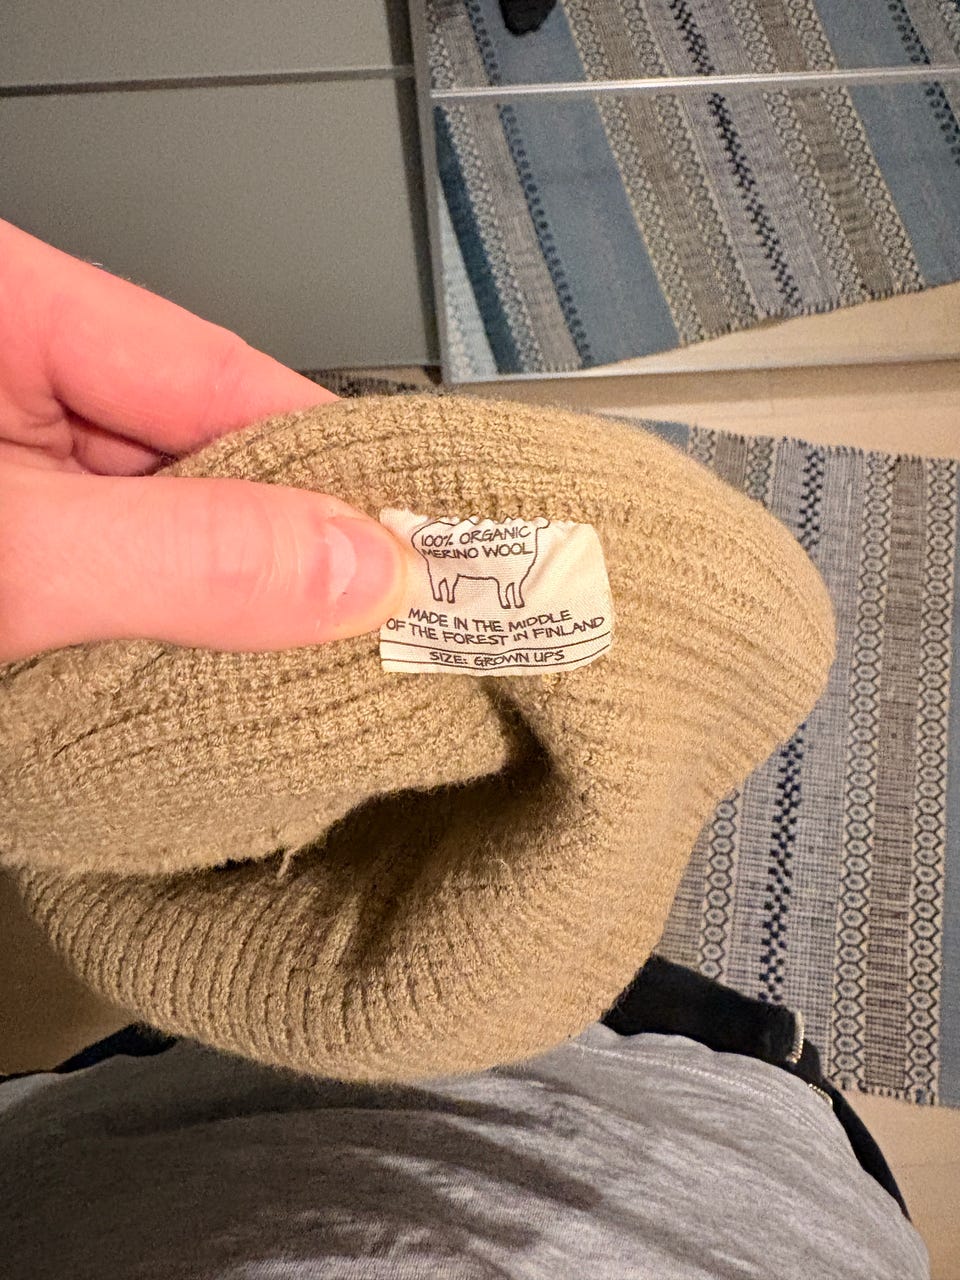 100% ORGANIC
MERINO WOOL
MADE IN THE MIDDLE
OF THE FOREST IN FINLAND
SIZE: GROWN UPS